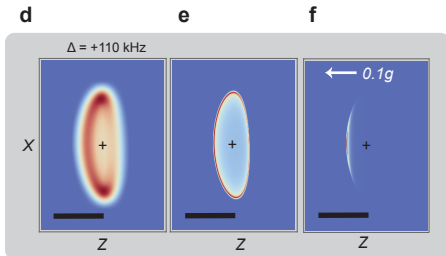 d e f
Δ = +110 kHz
0.1g
X + + +
Z Z Z